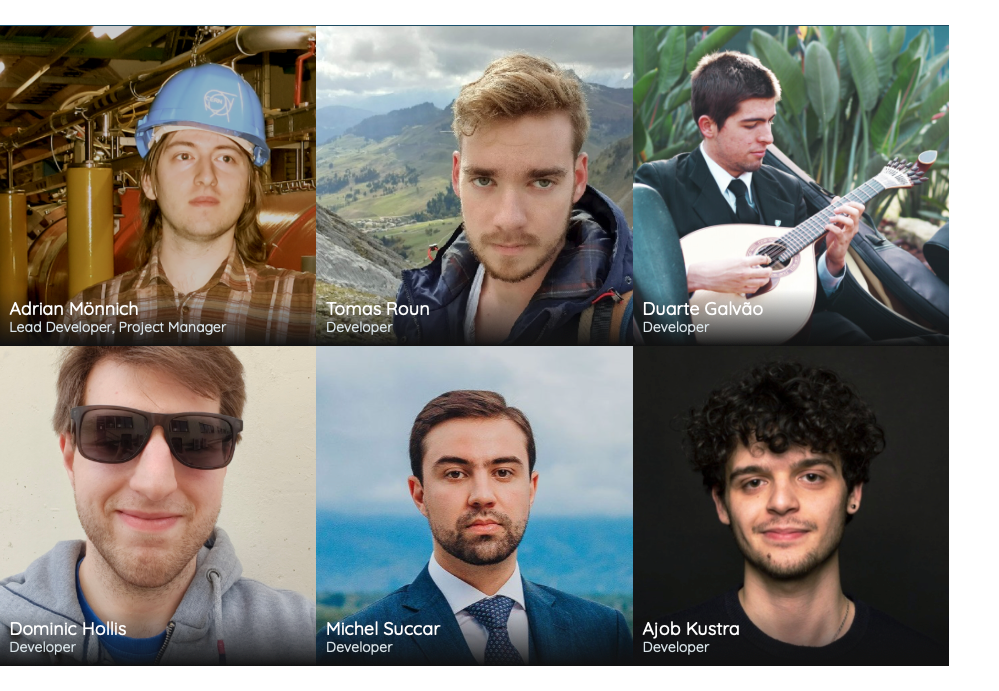 Adrian Mönnich
Lead Developer, Project Manager
Tomas Roun
Developer
Duarte Galvão
Developer
Dominic Hollis
Developer
Michel Succar
Developer
Ajob Kustra
Developer